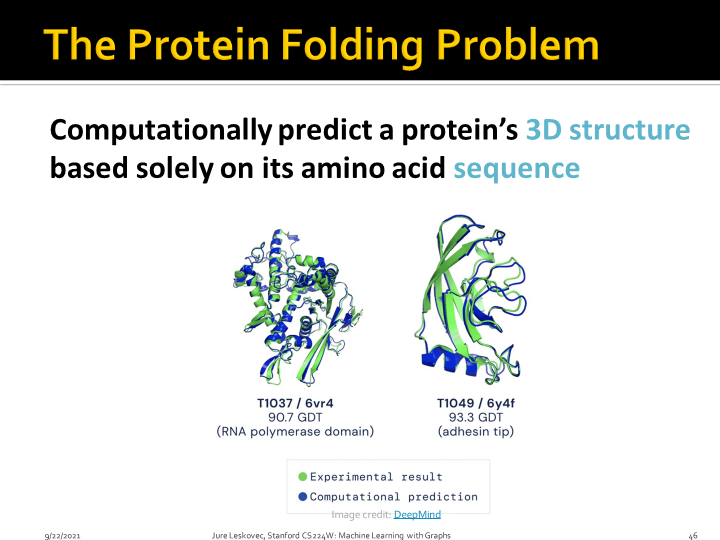 The Protein Folding Problem
Computationally predict a protein’s 3D structure
based solely on its amino acid sequence
T1037 / 6vr4
90.7 GDT
(RNA polymerase domain)
T1049 / 6y4f
93.3 GDT
(adhesin tip)
Experimental result
Computational prediction
Image credit: DeepMind
9/22/2021
Jure Leskovec, Stanford CS224W: Machine Learning with Graphs
46